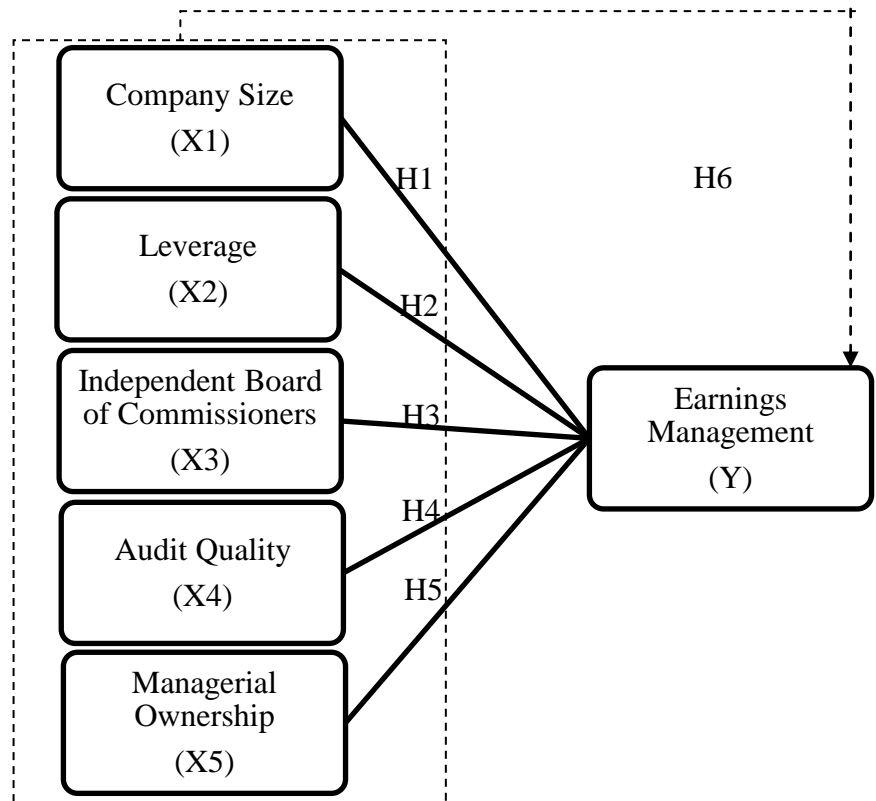 Company Size
(X1)
H1
H6
Leverage
(X2)
H2
Independent Board
of Commissioners
(X3)
H3
Earnings
Management
(Y)
Audit Quality
(X4)
H4
H5
Managerial
Ownership
(X5)